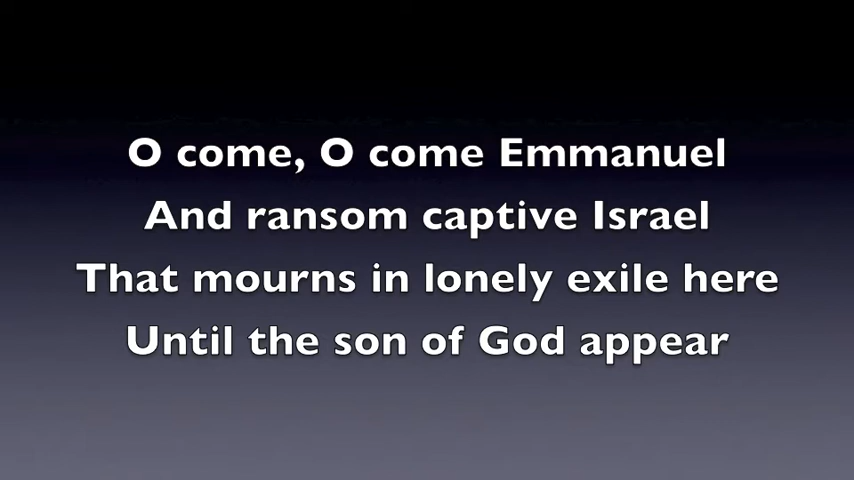 O come, O come Emmanuel
And ransom captive Israel
That mourns in lonely exile here
Until the son of God appear